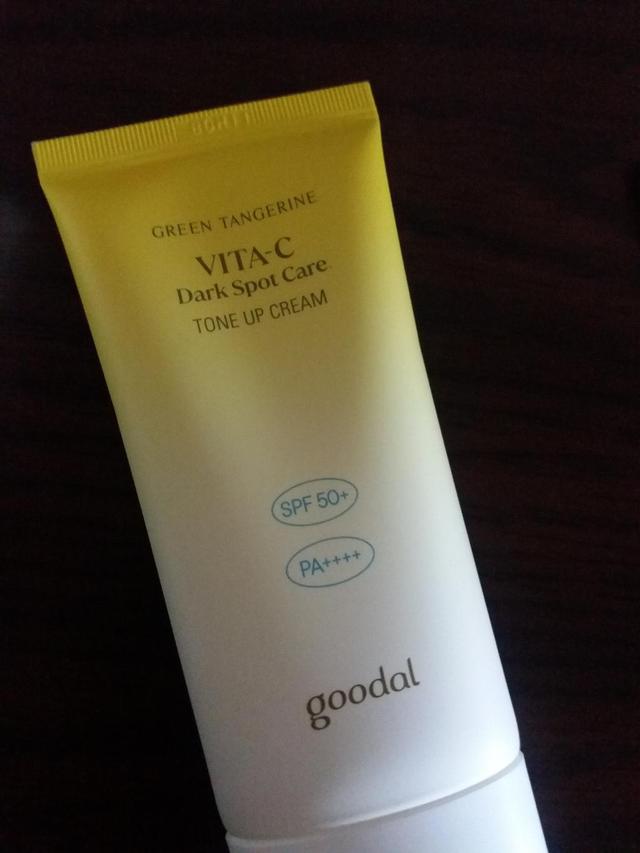 GREEN TANGERINE
VITA-C
Dark Spot Care
TONE UP CREAM
SPF 50+
PA++++
goodal